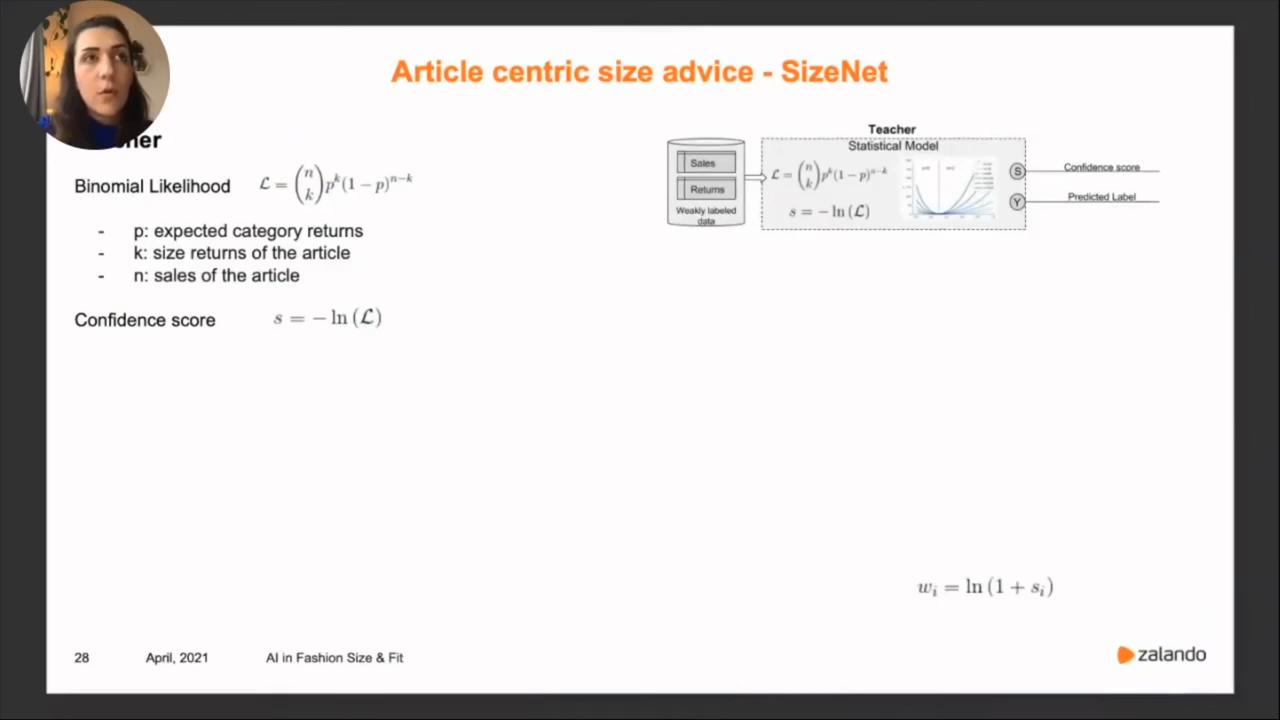 Article centric size advice - SizeNet
Binomial Likelihood
ℒ = (n k) p^k (1 − p)^{n−k}
- p: expected category returns
- k: size returns of the article
- n: sales of the article
Confidence score
s = − ln (ℒ)
Teacher
Statistical Model
Sales
Returns
Weakly labeled
data
ℒ = (n k) p^k (1 − p)^{n−k}
s = − ln (ℒ)
S
Confidence score
Y
Predicted Label
w_i = ln (1 + s_i)
28
April, 2021
AI in Fashion Size & Fit
zalando